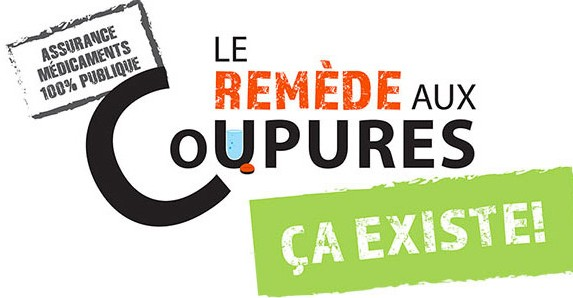 ASSURANCE
MÉDICAMENTS
100% PUBLIQUE
LE
REMÈDE AUX
COUPURES
ÇA EXISTE!